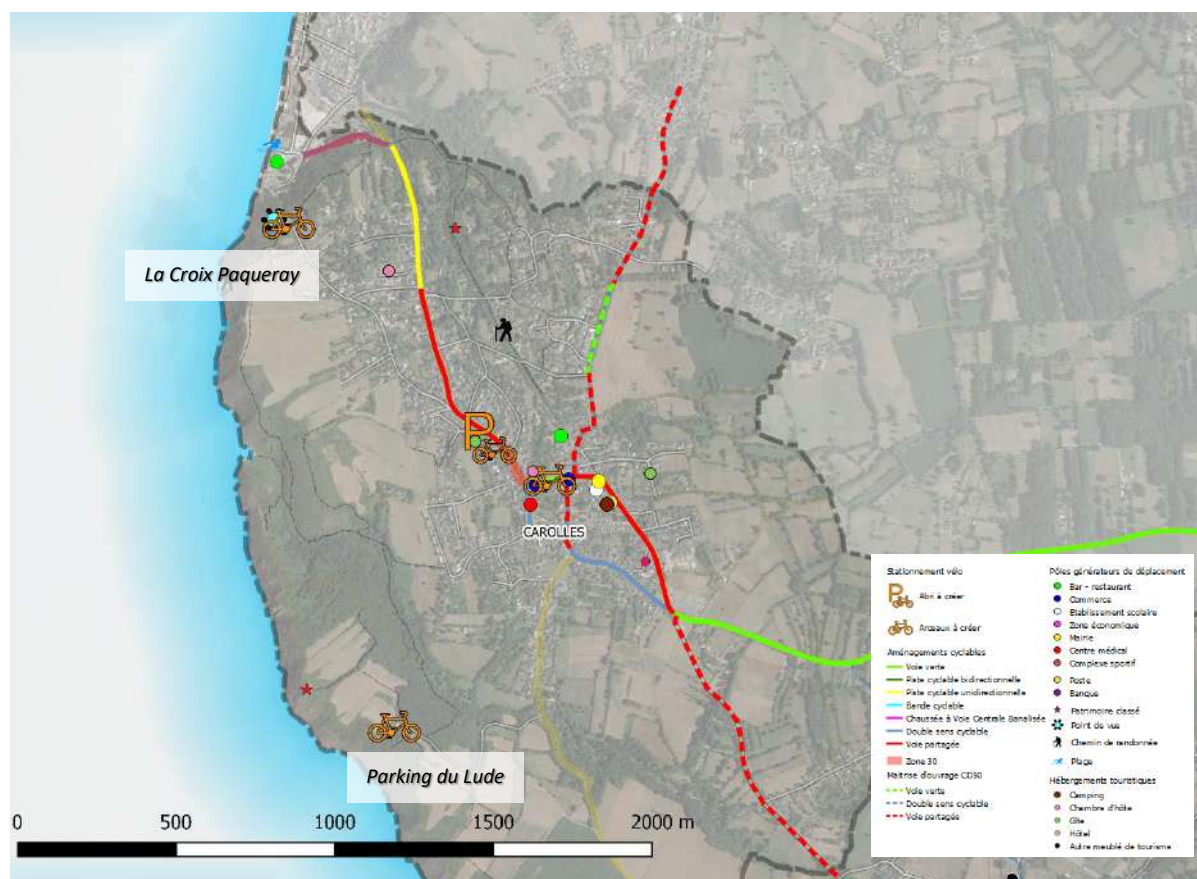 La Croix Paqueray
P
CAROLLES
Parking du Lude
0 500 1000 1500 2000 m
Stationnement vélo
P Abri à créer
Arceaux à créer
Aménagements cyclables
Voie verte
Piste cyclable bidirectionnelle
Piste cyclable unidirectionnelle
Bande cyclable
Chaussée à Voie Centrale Banalisée
Double sens cyclable
Voie partagée
Zone 30
Maîtrise d'ouvrage CD50
Voie verte
Double sens cyclable
Voie partagée
Pôles générateurs de déplacement
Bar - restaurant
Commerce
Etablissement scolaire
Zone économique
Mairie
Centre médical
Complexe sportif
Poste
Banque
Patrimoine classé
Point de vue
Chemin de randonnée
Plage
Hébergements touristiques
Camping
Chambre d'hôte
Gîte
Hôtel
Autre meublé de tourisme